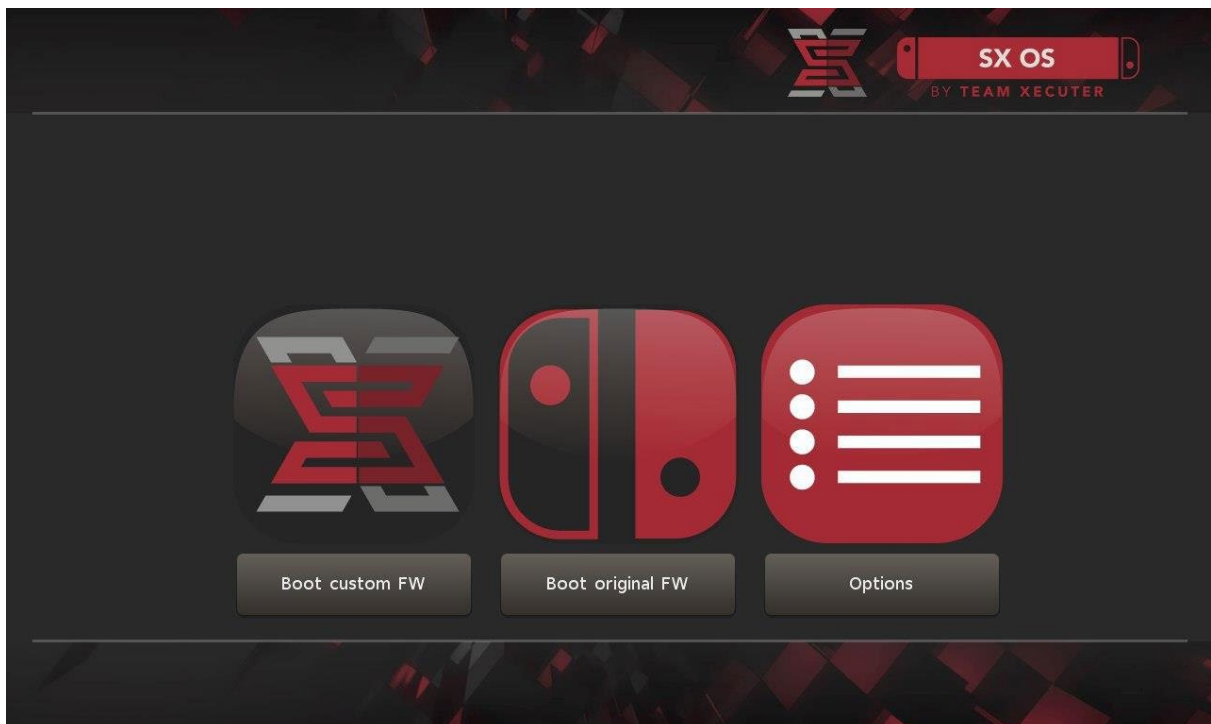 SX OS
BY TEAM XECUTER
Boot custom FW
Boot original FW
Options